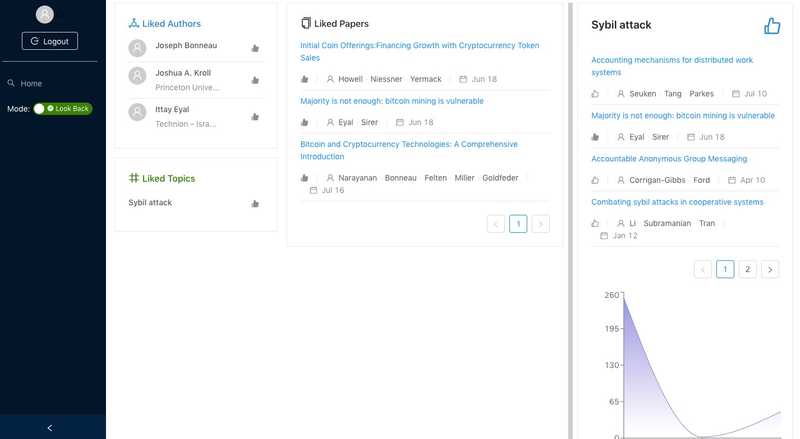 Logout
Home
Mode: Look Back
Liked Authors
Joseph Bonneau
Joshua A. Kroll
Princeton Unive...
Ittay Eyal
Technion – Isra...
Liked Topics
Sybil attack
Liked Papers
Initial Coin Offerings:Financing Growth with Cryptocurrency Token
Sales
Howell Niessner Yermack Jun 18
Majority is not enough: bitcoin mining is vulnerable
Eyal Sirer Jun 18
Bitcoin and Cryptocurrency Technologies: A Comprehensive
Introduction
Narayanan Bonneau Felten Miller Goldfeder
Jul 16
1
Sybil attack
Accounting mechanisms for distributed work
systems
Seuken Tang Parkes Jul 10
Majority is not enough: bitcoin mining is vulnerable
Eyal Sirer Jun 18
Accountable Anonymous Group Messaging
Corrigan-Gibbs Ford Apr 10
Combating sybil attacks in cooperative systems
Li Subramanian Tran
Jan 12
1 2
260
195
130
65
0